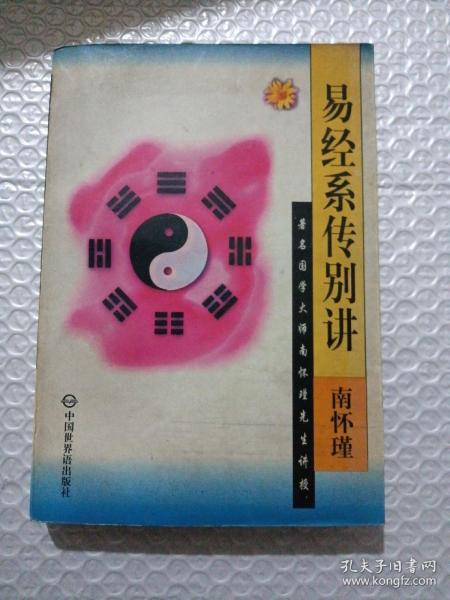 易经系传别讲
南怀瑾
著名国学大师南怀瑾先生讲授
中国世界语出版社
孔夫子旧书网
www.kongfz.com